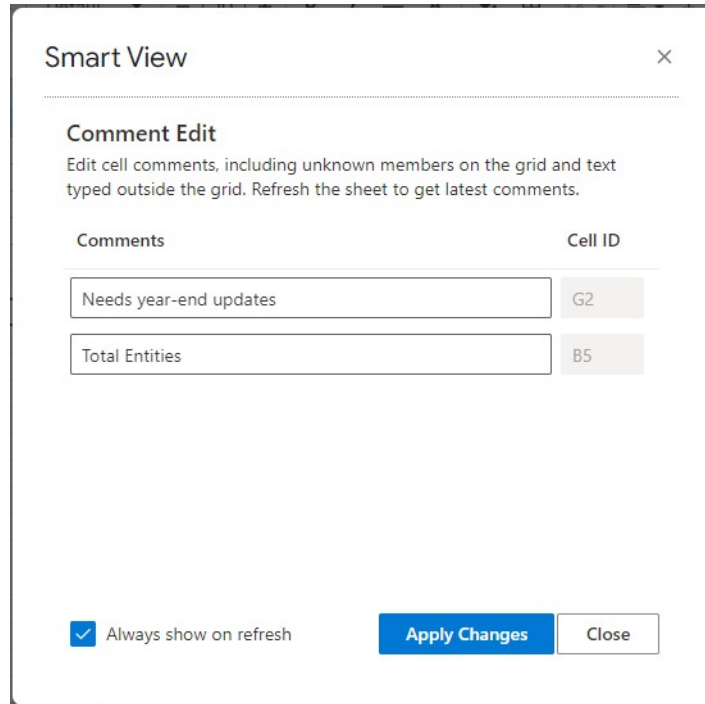 Smart View
Comment Edit
Edit cell comments, including unknown members on the grid and text
typed outside the grid. Refresh the sheet to get latest comments.
Comments Cell ID
Needs year-end updates G2
Total Entities B5
Always show on refresh Apply Changes Close